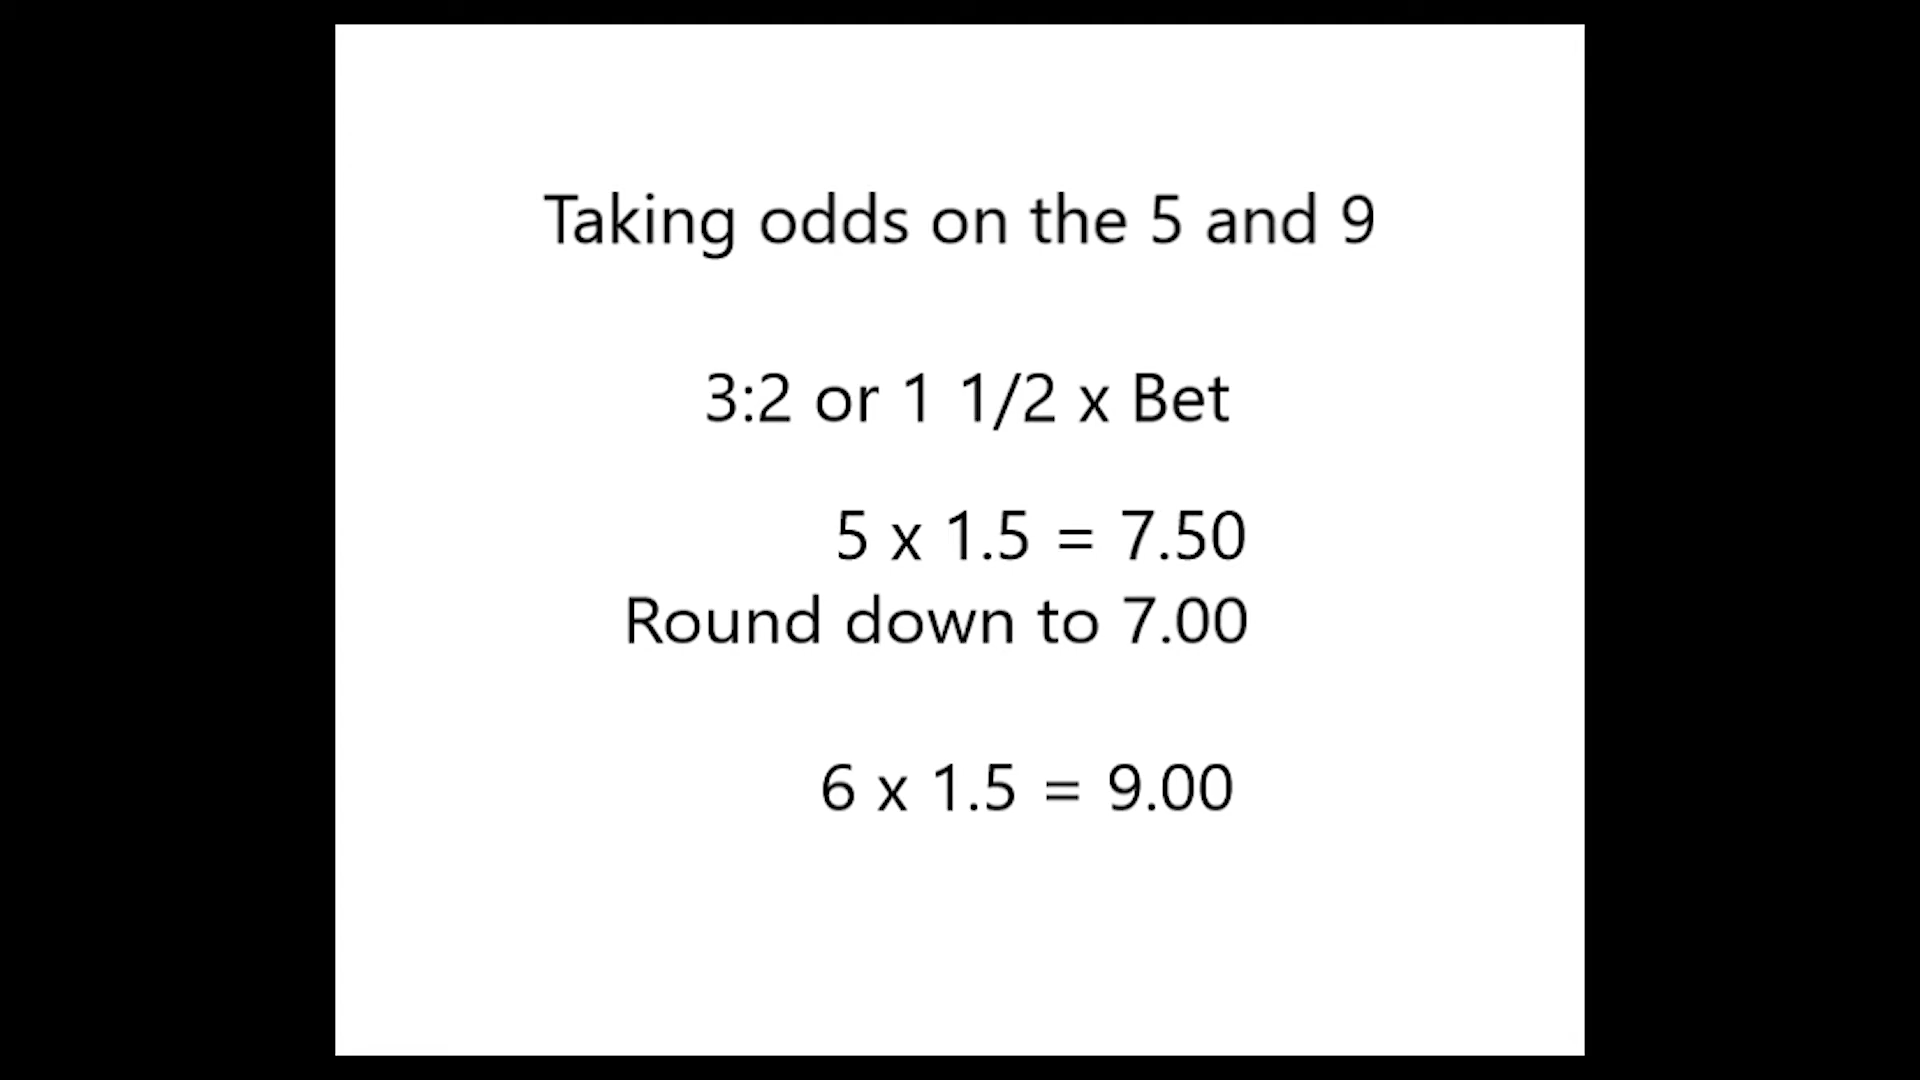 Taking odds on the 5 and 9
3:2 or 1 1/2 x Bet
5 x 1.5 = 7.50
Round down to 7.00
6 x 1.5 = 9.00